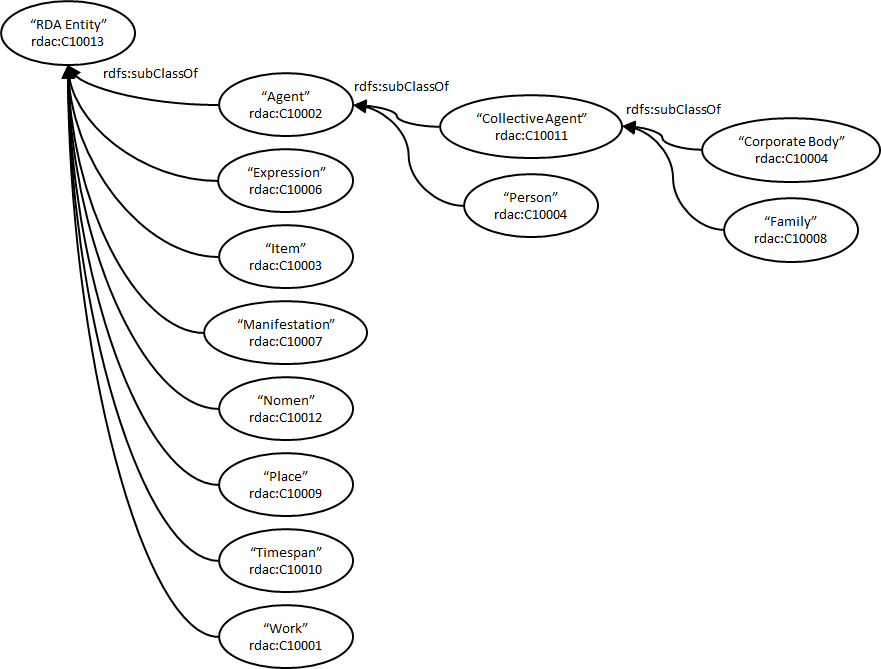 “RDA Entity”
rdac:C10013
rdfs:subClassOf
“Agent”
rdac:C10002
rdfs:subClassOf
“Collective Agent”
rdac:C10011
rdfs:subClassOf
“Corporate Body”
rdac:C10004
“Person”
rdac:C10004
“Family”
rdac:C10008
“Expression”
rdac:C10006
“Item”
rdac:C10003
“Manifestation”
rdac:C10007
“Nomen”
rdac:C10012
“Place”
rdac:C10009
“Timespan”
rdac:C10010
“Work”
rdac:C10001